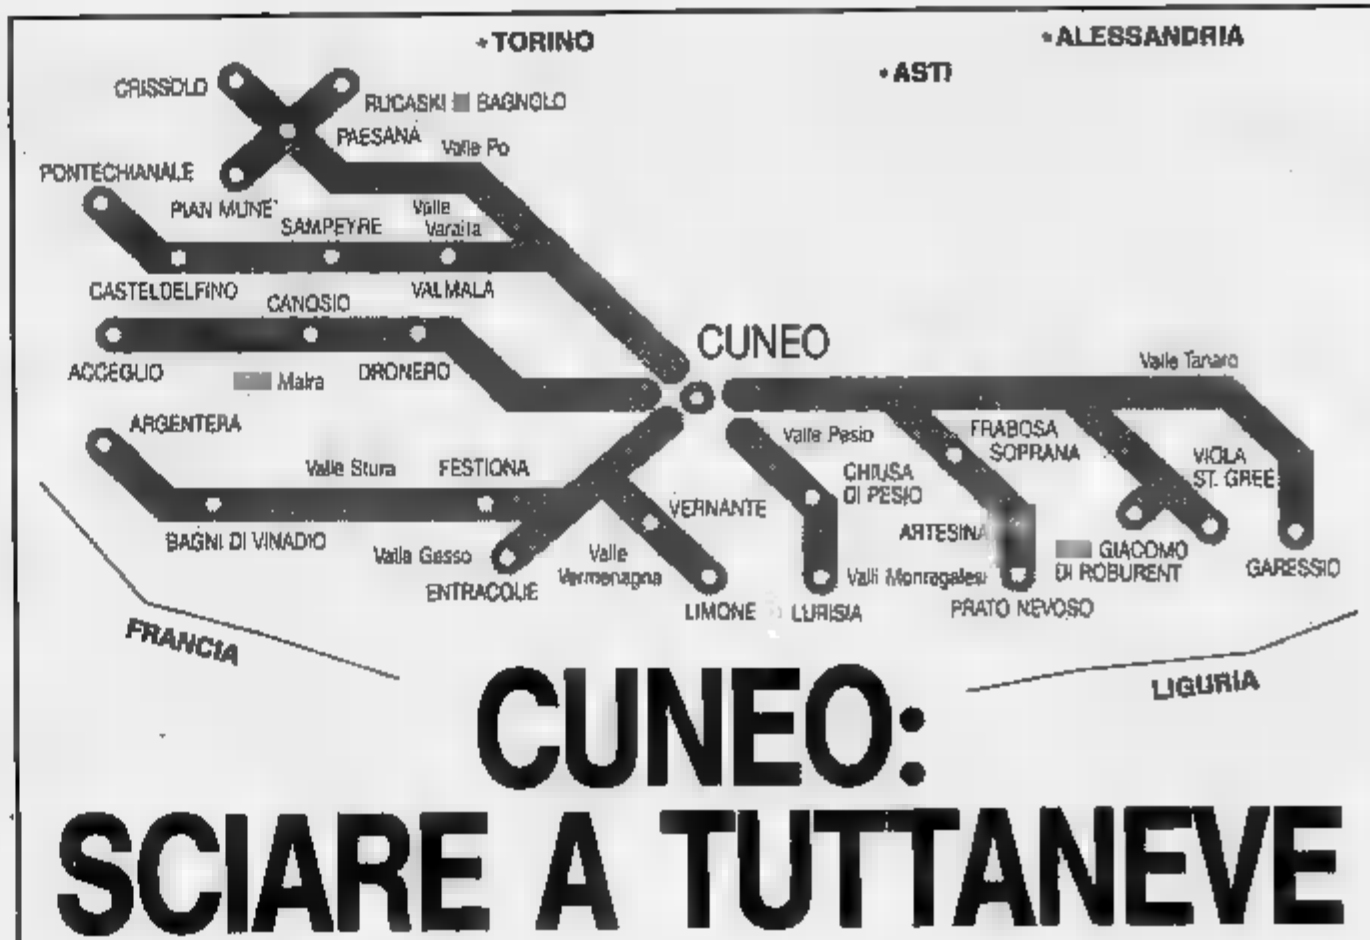 TORINO
ALESSANDRIA
ASTI
CRISSOLO
RUCASKI BAGNOLO
PAESANA
Valle Po
PONTECHIANALE
PIAN MUNE'
SAMPEYRE
Valle
Varaita
CASTELDELFINO
CANOSIO
VALMALA
CUNEO
ACCEGLIO
Maira
DRONERO
Valle Tanaro
ARGENTERA
Valle Stura
FESTIONA
Valle Pesio
FRABOSA
SOPRANA
CHIUSA
DI PESIO
VIOLA
ST. GREE
VERNANTE
ARTESINA
BAGNI DI VINADIO
Valle Gesso
ENTRACQUE
Valle
Vermenagna
LIMONE
LURISIA
Valli Monregalesi
PRATO NEVOSO
GIACOMO
DI ROBURENT
GARESSIO
FRANCIA
LIGURIA
CUNEO:
SCIARE A TUTTANEVE